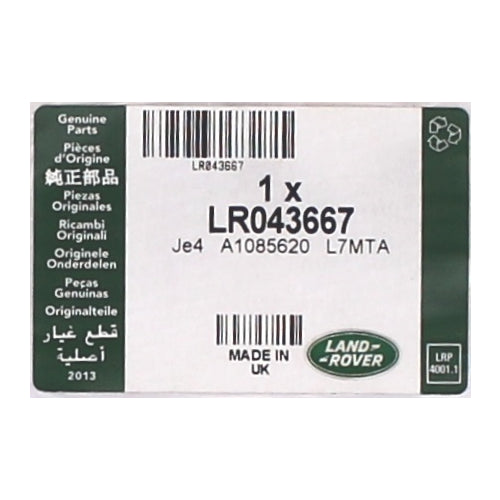 Genuine
Parts
Pièces
d'Origine
純正部品
Piezas
Originales
Ricambi
Originali
Originele
Onderdelen
Peças
Genuínas
Originalteile
قطع غيار
أصلية
2013
LR043667
1 x
LR043667
Je4 A1085620 L7MTA
MADE IN
UK
LAND-
-ROVER
LRP
4001.1